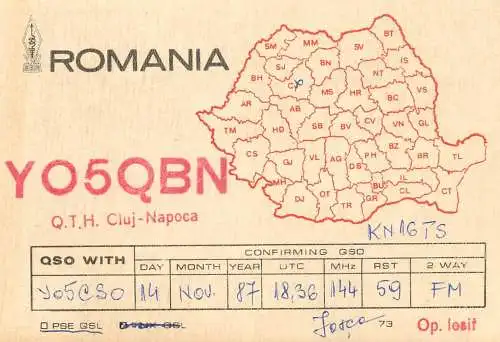 ROMANIA
MM
SM
SV
BT
SJ
BN
IS
BH
CJ
MS
NT
HR
BC
VS
AR
AB
TM
HD
SB
BV
CV
VN
GL
CS
GJ
VL
AG
PH
BZ
BR
TL
DB
MH
DJ
OT
TR
GR
BU
IL
CL
CT
YO5QBN
Q.T.H. Cluj-Napoca
KN16TS
QSO WITH CONFIRMING QSO
DAY MONTH YEAR UTC MHz RST 2 WAY
YO5CSO 14 NOV. 87 18,36 144 59 FM
PSE QSL QSL 73 Op. Iosif